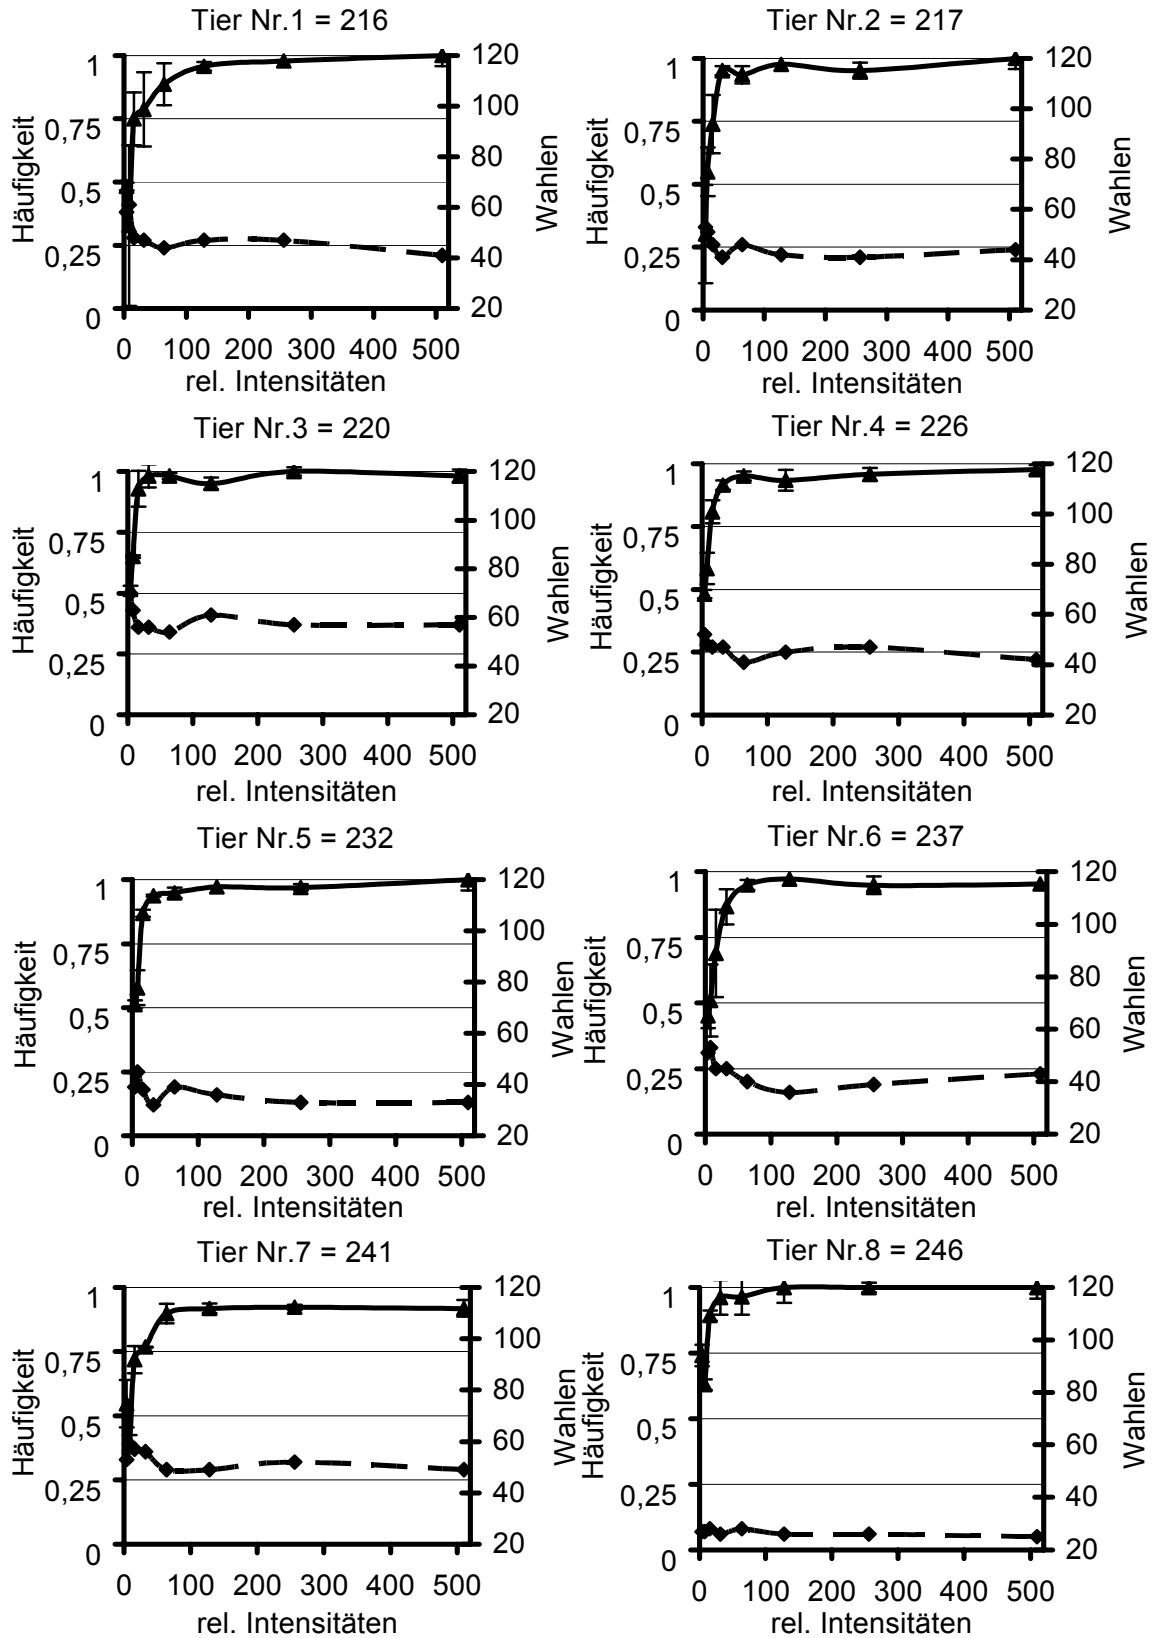 Tier Nr.1 = 216
Häufigkeit
1
0,75
0,5
0,25
0
120
100
80
60
40
20
Wahlen
0 100 200 300 400 500
rel. Intensitäten
Tier Nr.2 = 217
Häufigkeit
1
0,75
0,5
0,25
0
120
100
80
60
40
20
Wahlen
0 100 200 300 400 500
rel. Intensitäten
Tier Nr.3 = 220
Häufigkeit
1
0,75
0,5
0,25
0
120
100
80
60
40
20
Wahlen
0 100 200 300 400 500
rel. Intensitäten
Tier Nr.4 = 226
Häufigkeit
1
0,75
0,5
0,25
0
120
100
80
60
40
20
Wahlen
0 100 200 300 400 500
rel. Intensitäten
Tier Nr.5 = 232
Häufigkeit
1
0,75
0,5
0,25
0
120
100
80
60
40
20
Wahlen
0 100 200 300 400 500
rel. Intensitäten
Tier Nr.6 = 237
Häufigkeit
1
0,75
0,5
0,25
0
120
100
80
60
40
20
Wahlen
0 100 200 300 400 500
rel. Intensitäten
Tier Nr.7 = 241
Häufigkeit
1
0,75
0,5
0,25
0
120
100
80
60
40
20
Wahlen
0 100 200 300 400 500
rel. Intensitäten
Tier Nr.8 = 246
Häufigkeit
1
0,75
0,5
0,25
0
120
100
80
60
40
20
Wahlen
0 100 200 300 400 500
rel. Intensitäten